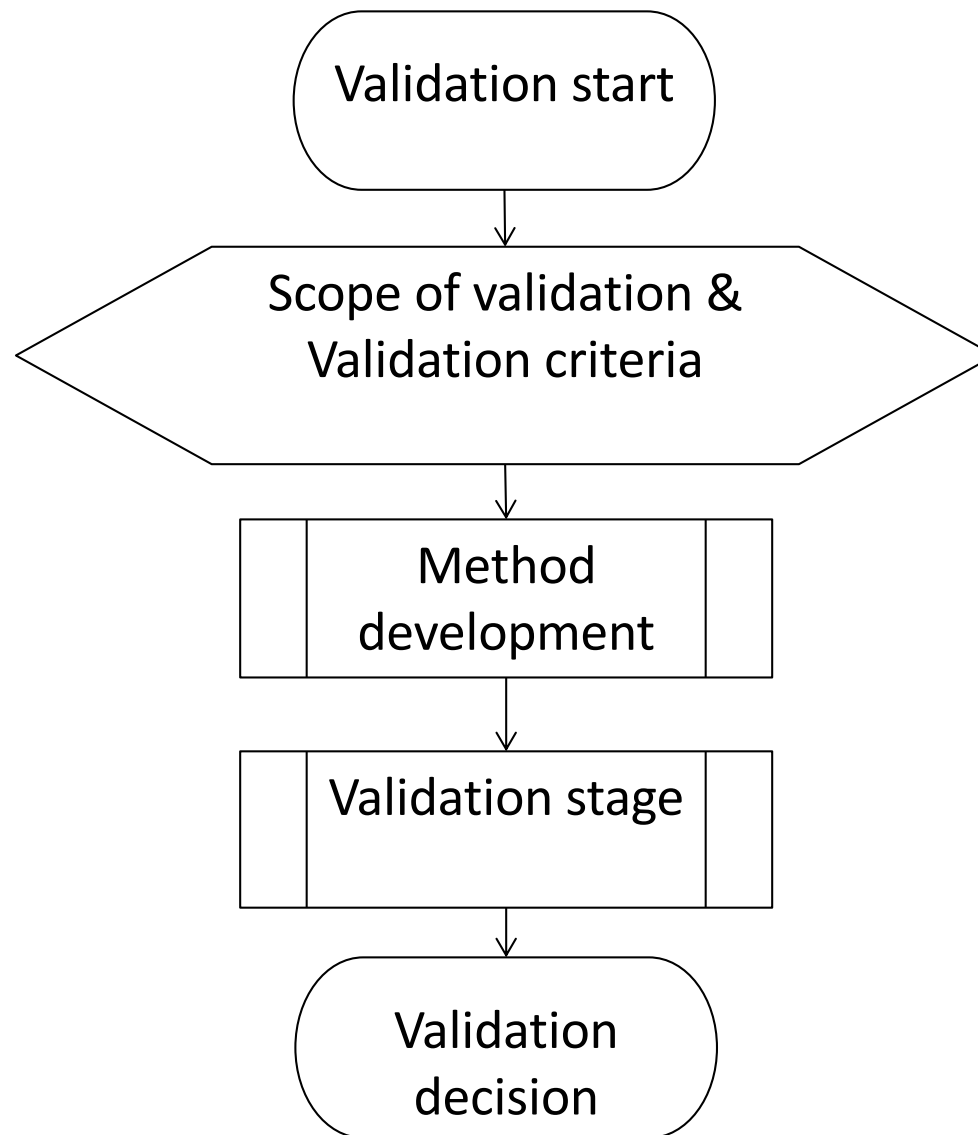 Validation start
Scope of validation &
Validation criteria
Method
development
Validation stage
Validation
decision